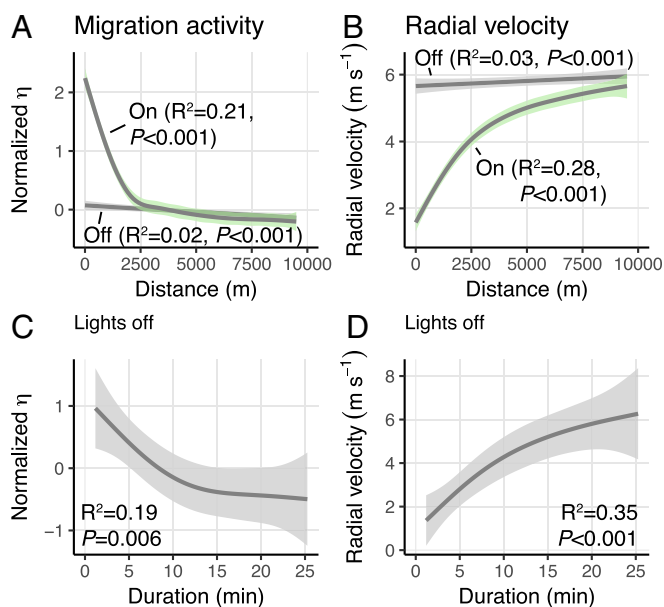 A Migration activity
Normalized η
2
1
0
On (R²=0.21,
P<0.001)
Off (R²=0.02, P<0.001)
0 2500 5000 7500 10000
Distance (m)
B Radial velocity
Radial velocity (m s⁻¹)
6
4
2
Off (R²=0.03, P<0.001)
On (R²=0.28,
P<0.001)
0 2500 5000 7500 10000
Distance (m)
C Lights off
Normalized η
1
0
−1
R²=0.19
P=0.006
0 5 10 15 20 25
Duration (min)
D Lights off
Radial velocity (m s⁻¹)
8
6
4
2
0
R²=0.35
P<0.001
0 5 10 15 20 25
Duration (min)